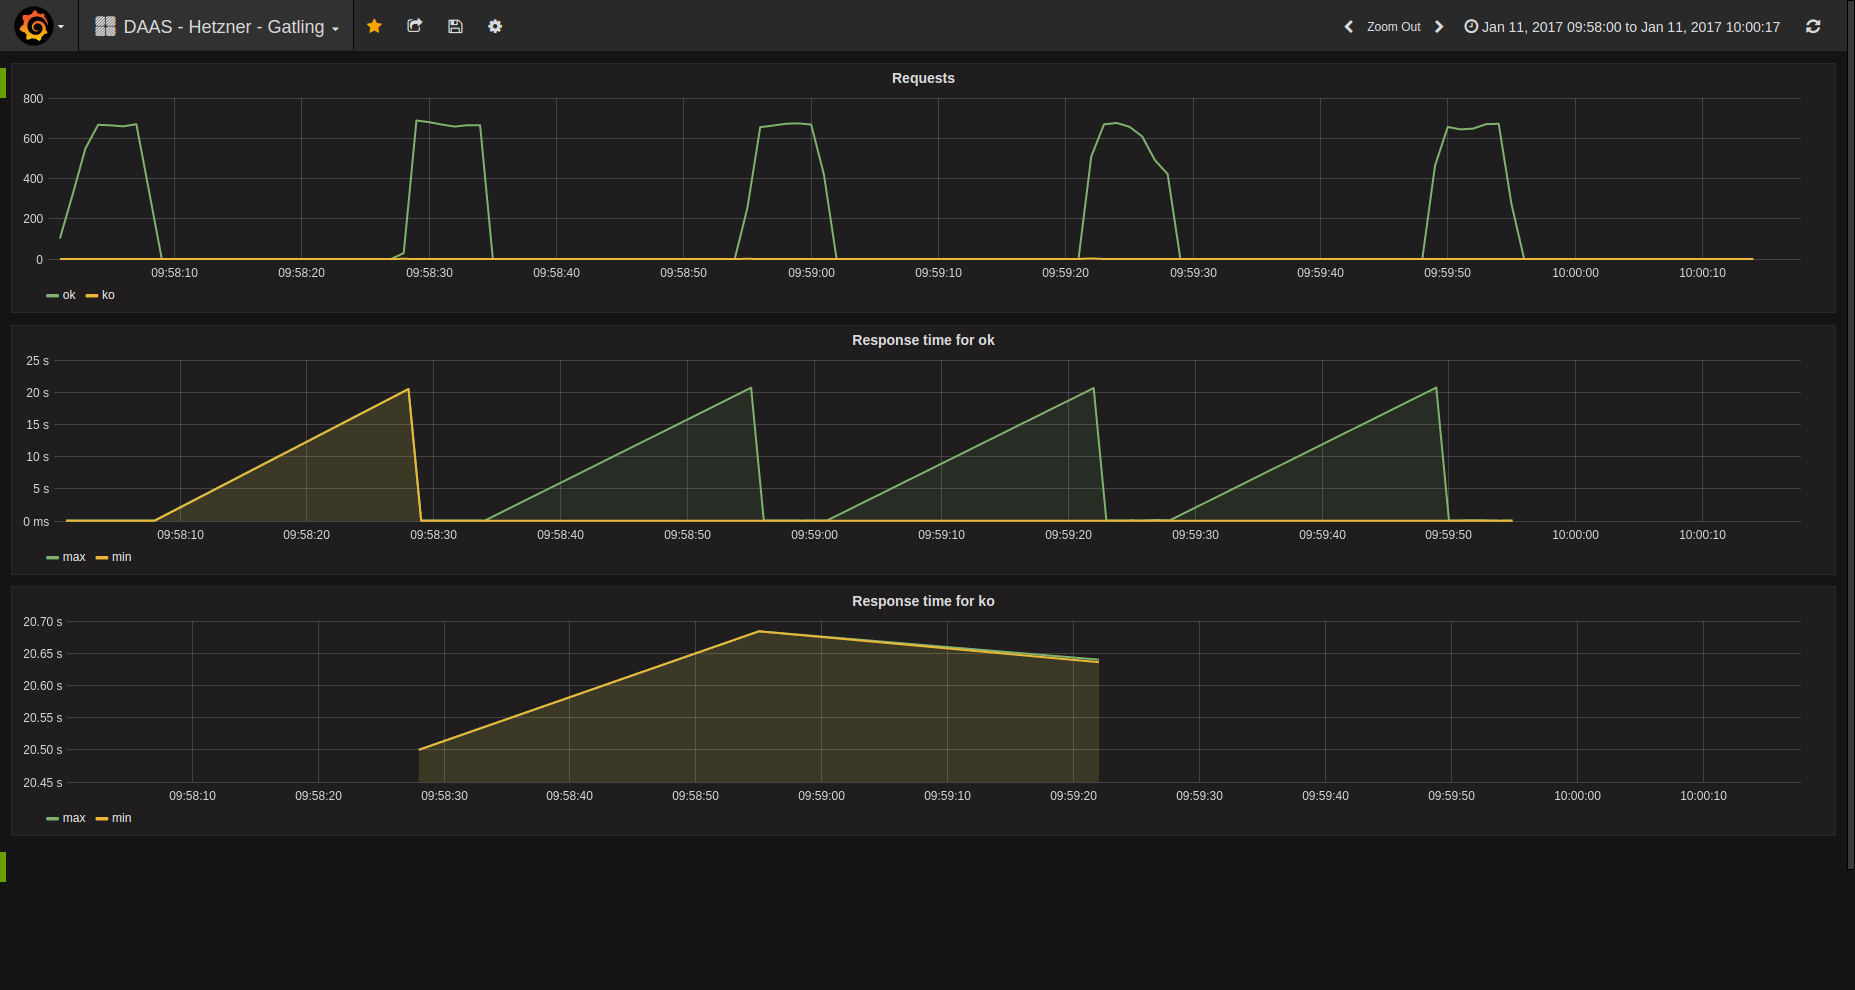 DAAS - Hetzner - Gatling
Zoom Out
Jan 11, 2017 09:58:00 to Jan 11, 2017 10:00:17
Requests
800
600
400
200
0
09:58:10 09:58:20 09:58:30 09:58:40 09:58:50 09:59:00 09:59:10 09:59:20 09:59:30 09:59:40 09:59:50 10:00:00 10:00:10
ok ko
Response time for ok
25 s
20 s
15 s
10 s
5 s
0 ms
09:58:10 09:58:20 09:58:30 09:58:40 09:58:50 09:59:00 09:59:10 09:59:20 09:59:30 09:59:40 09:59:50 10:00:00 10:00:10
max min
Response time for ko
20.70 s
20.65 s
20.60 s
20.55 s
20.50 s
20.45 s
09:58:10 09:58:20 09:58:30 09:58:40 09:58:50 09:59:00 09:59:10 09:59:20 09:59:30 09:59:40 09:59:50 10:00:00 10:00:10
max min